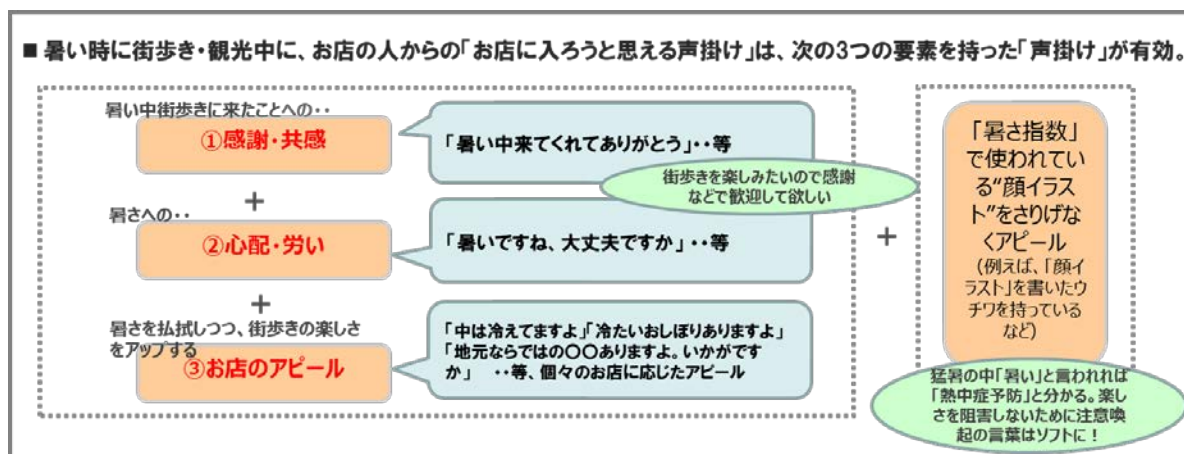 ■ 暑い時に街歩き・観光中に、お店の人からの「お店に入ろうと思える声掛け」は、次の3つの要素を持った「声掛け」が有効。
暑い中街歩きに来たことへの・・
①感謝・共感
「暑い中来てくれてありがとう」・・等
街歩きを楽しみたいので感謝
などで歓迎して欲しい
+
暑さへの・・
②心配・労い
「暑いですね、大丈夫ですか」・・等
+
暑さを払拭しつつ、街歩きの楽しさ
をアップする
③お店のアピール
「中は冷えてますよ」「冷たいおしぼりありますよ」
「地元ならではの〇〇ありますよ。いかがです
か」 ・・等、個々のお店に応じたアピール
+
「暑さ指数」
で使われてい
る“顔イラス
ト”をさりげな
くアピール
(例えば、「顔イ
ラスト」を書いたウ
チワを持っている
など)
猛暑の中「暑い」と言われれば
「熱中症予防」と分かる。楽し
さを阻害しないために注意喚
起の言葉はソフトに！